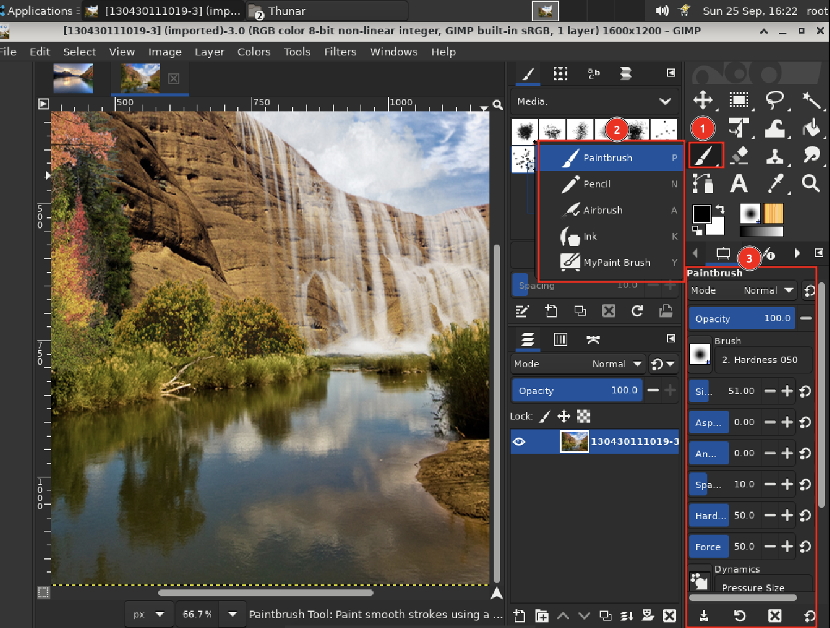 Applications
[130430111019-3] (imp...
2 Thunar
Sun 25 Sep, 16:22 root
[130430111019-3] (imported)-3.0 (RGB color 8-bit non-linear integer, GIMP built-in sRGB, 1 layer) 1600x1200 – GIMP
File Edit Select View Image Layer Colors Tools Filters Windows Help
500 750 1000
Media,
1
2
Paintbrush P
Pencil N
Airbrush A
Ink K
MyPaint Brush Y
Spacing 10.0
500
750
1000
3
Paintbrush
Mode Normal
Opacity 100.0
Brush
2. Hardness 050
Si... 51.00
Asp... 0.00
An... 0.00
Spa... 10.0
Hard... 50.0
Force 50.0
Dynamics
Pressure Size
Mode Normal
Opacity 100.0
Lock:
130430111019-3
px 66.7% Paintbrush Tool: Paint smooth strokes using a ...